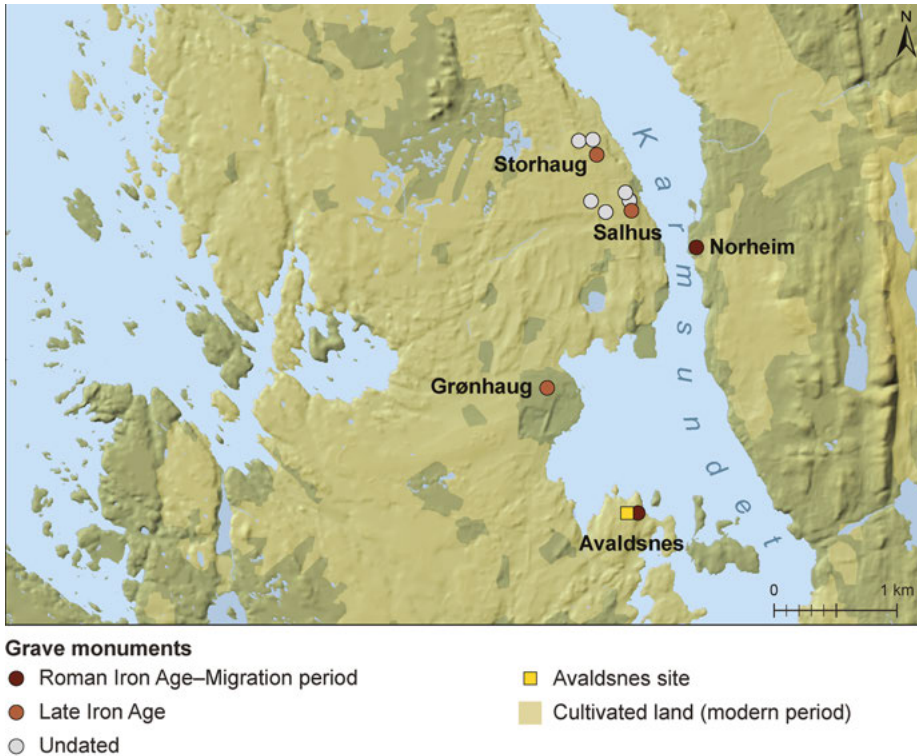 N
Karmsundet
Storhaug
Salhus
Norheim
Grønhaug
Avaldsnes
0 1 km
Grave monuments
Roman Iron Age–Migration period
Late Iron Age
Undated
Avaldsnes site
Cultivated land (modern period)